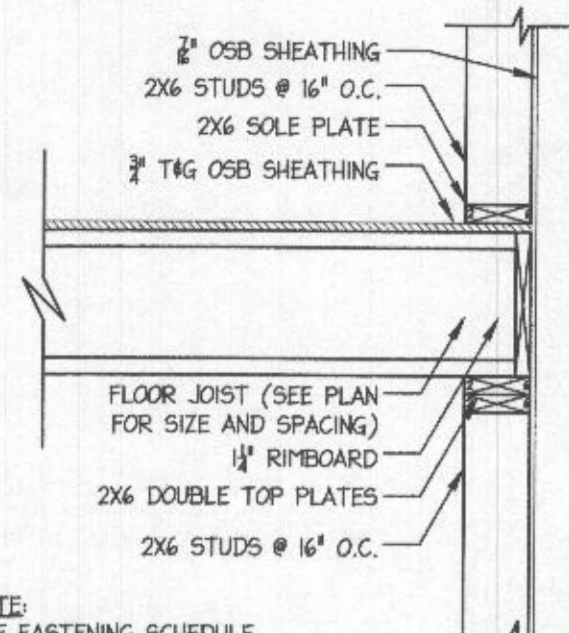 7/16" OSB SHEATHING
2X6 STUDS @ 16" O.C.
2X6 SOLE PLATE
3/4" T&G OSB SHEATHING
FLOOR JOIST (SEE PLAN
FOR SIZE AND SPACING)
1 1/4" RIMBOARD
2X6 DOUBLE TOP PLATES
2X6 STUDS @ 16" O.C.
TE:
E FASTENING SCHEDULE